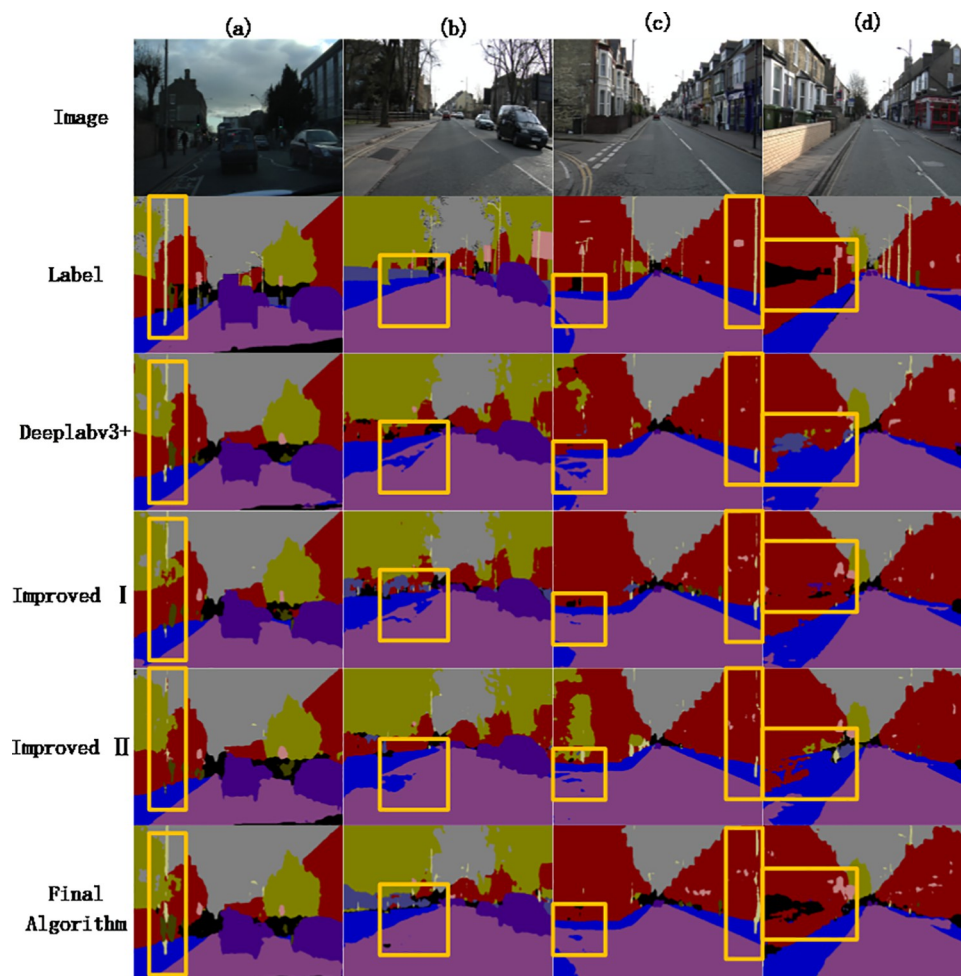 (a) (b) (c) (d)
Image
Label
Deeplabv3+
Improved Ⅰ
Improved Ⅱ
Final
Algorithm